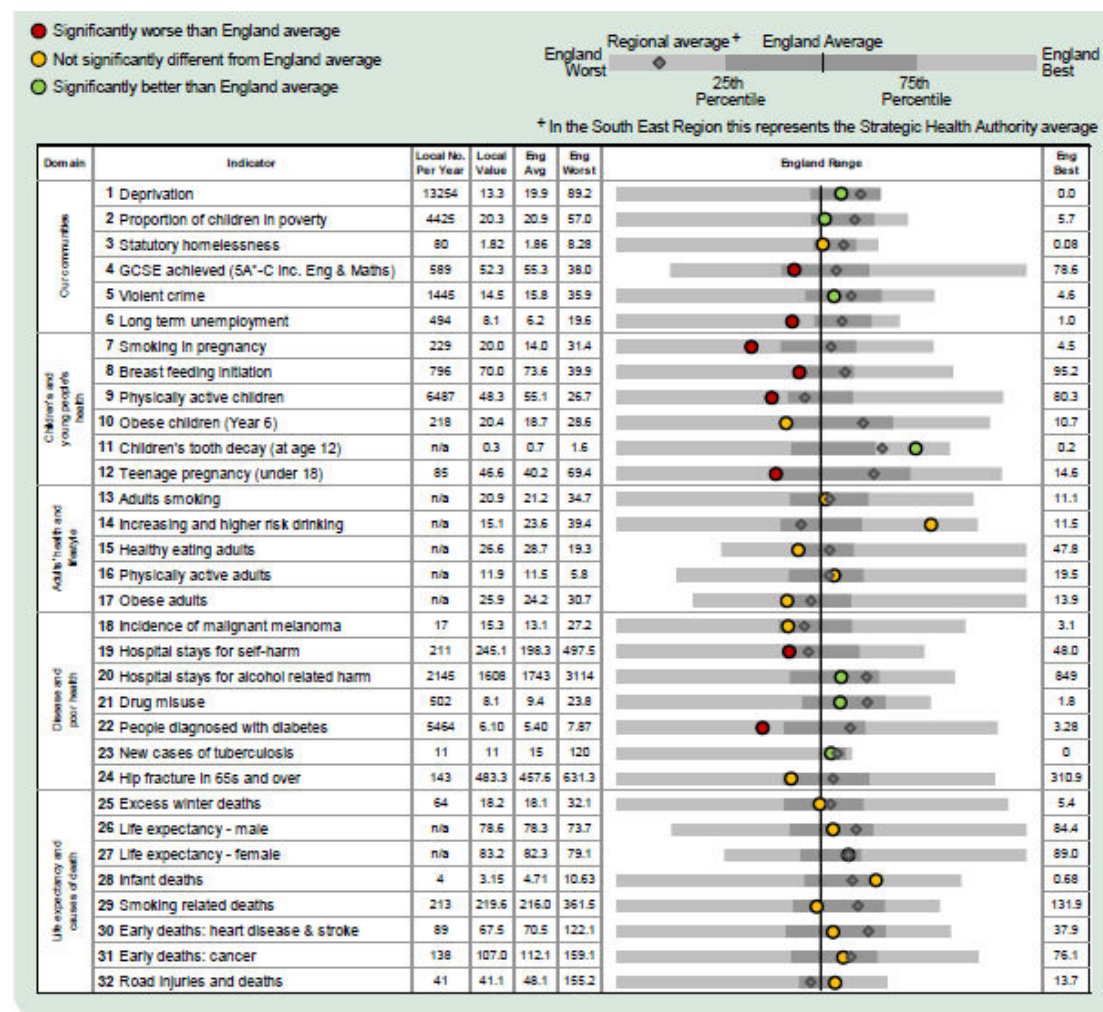 Significantly worse than England average
Not significantly different from England average
Significantly better than England average
Regional average+ England Average
England Worst
England Best
25th Percentile
75th Percentile
+ In the South East Region this represents the Strategic Health Authority average
Domain Indicator Local No. Per Year Local Value Eng Avg Eng Worst England Range Eng Best
Our communities
1 Deprivation 13254 13.3 19.9 89.2 0.0
2 Proportion of children in poverty 4425 20.3 20.9 57.0 5.7
3 Statutory homelessness 80 1.82 1.86 8.28 0.08
4 GCSE achieved (5A*-C inc. Eng & Maths) 589 52.3 55.3 38.0 78.6
5 Violent crime 1445 14.5 15.8 35.9 4.6
6 Long term unemployment 494 8.1 6.2 19.6 1.0
Children's and young people's health
7 Smoking in pregnancy 229 20.0 14.0 31.4 4.5
8 Breast feeding initiation 796 70.0 73.6 39.9 95.2
9 Physically active children 6487 48.3 55.1 26.7 80.3
10 Obese children (Year 6) 218 20.4 18.7 28.6 10.7
11 Children's tooth decay (at age 12) n/a 0.3 0.7 1.6 0.2
12 Teenage pregnancy (under 18) 85 46.6 40.2 69.4 14.6
Adults' health and lifestyle
13 Adults smoking n/a 20.9 21.2 34.7 11.1
14 Increasing and higher risk drinking n/a 15.1 23.6 39.4 11.5
15 Healthy eating adults n/a 26.6 28.7 19.3 47.8
16 Physically active adults n/a 11.9 11.5 5.8 19.5
17 Obese adults n/a 25.9 24.2 30.7 13.9
Disease and poor health
18 Incidence of malignant melanoma 17 15.3 13.1 27.2 3.1
19 Hospital stays for self-harm 211 245.1 198.3 497.5 48.0
20 Hospital stays for alcohol related harm 2145 1608 1743 3114 849
21 Drug misuse 502 8.1 9.4 23.8 1.8
22 People diagnosed with diabetes 5464 6.10 5.40 7.87 3.28
23 New cases of tuberculosis 11 11 15 120 0
24 Hip fracture in 65s and over 143 483.3 457.6 631.3 310.9
Life expectancy and causes of death
25 Excess winter deaths 64 18.2 18.1 32.1 5.4
26 Life expectancy - male n/a 78.6 78.3 73.7 84.4
27 Life expectancy - female n/a 83.2 82.3 79.1 89.0
28 Infant deaths 4 3.15 4.71 10.63 0.68
29 Smoking related deaths 213 219.6 216.0 361.5 131.9
30 Early deaths: heart disease & stroke 89 67.5 70.5 122.1 37.9
31 Early deaths: cancer 138 107.0 112.1 159.1 76.1
32 Road injuries and deaths 41 41.1 48.1 155.2 13.7